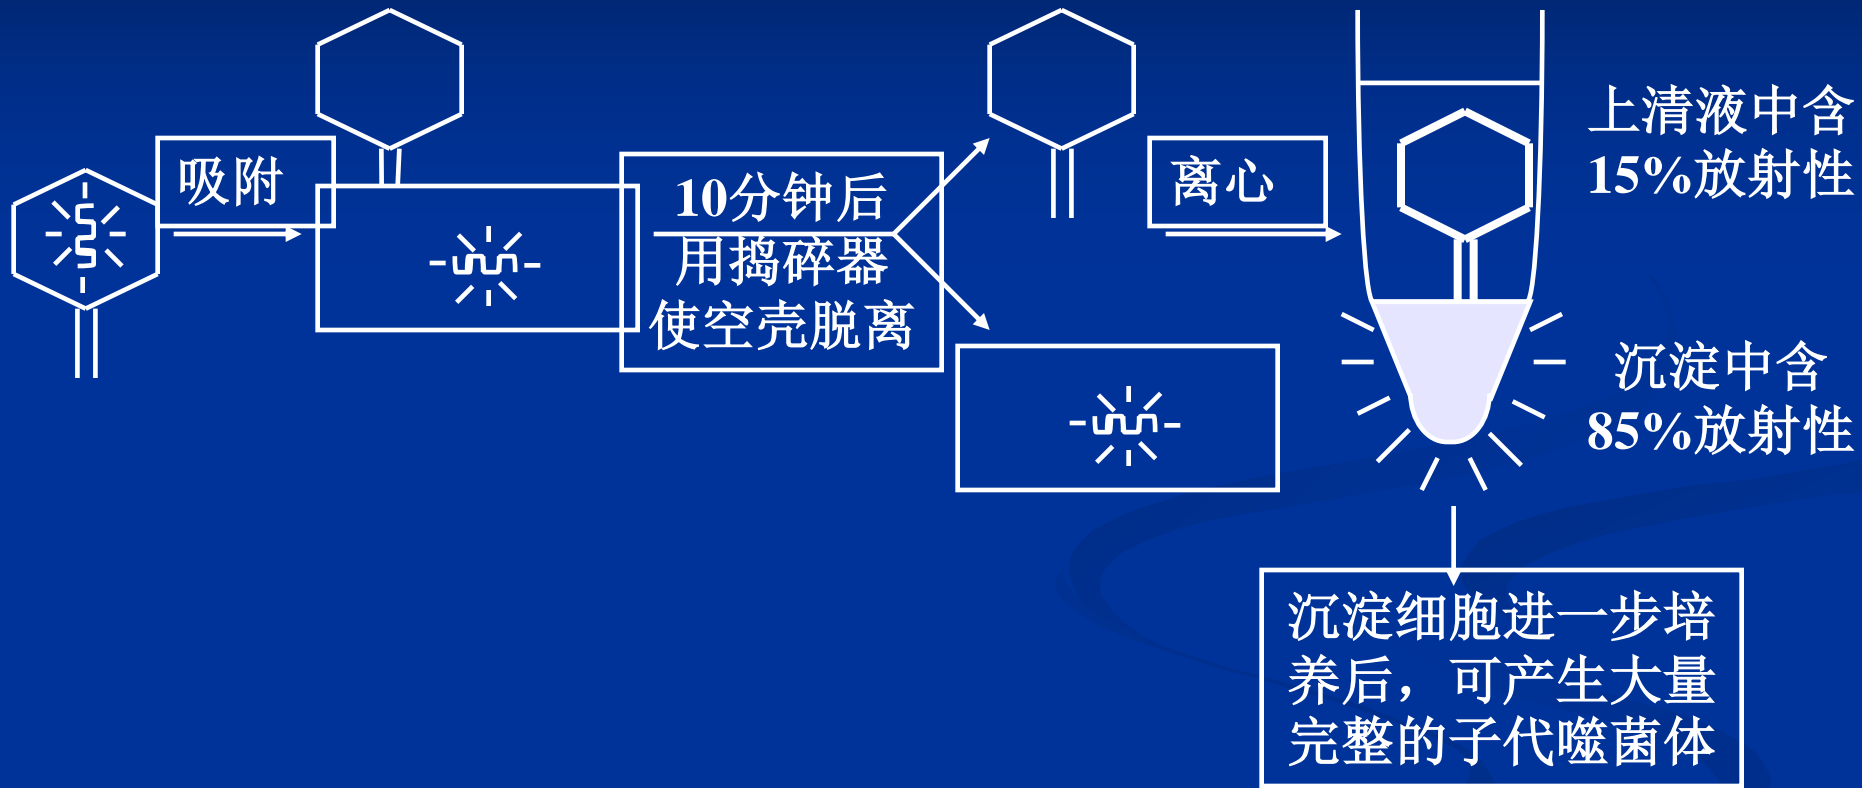 吸附
10分钟后
用捣碎器
使空壳脱离
离心
上清液中含
15%放射性
沉淀中含
85%放射性
沉淀细胞进一步培
养后，可产生大量
完整的子代噬菌体